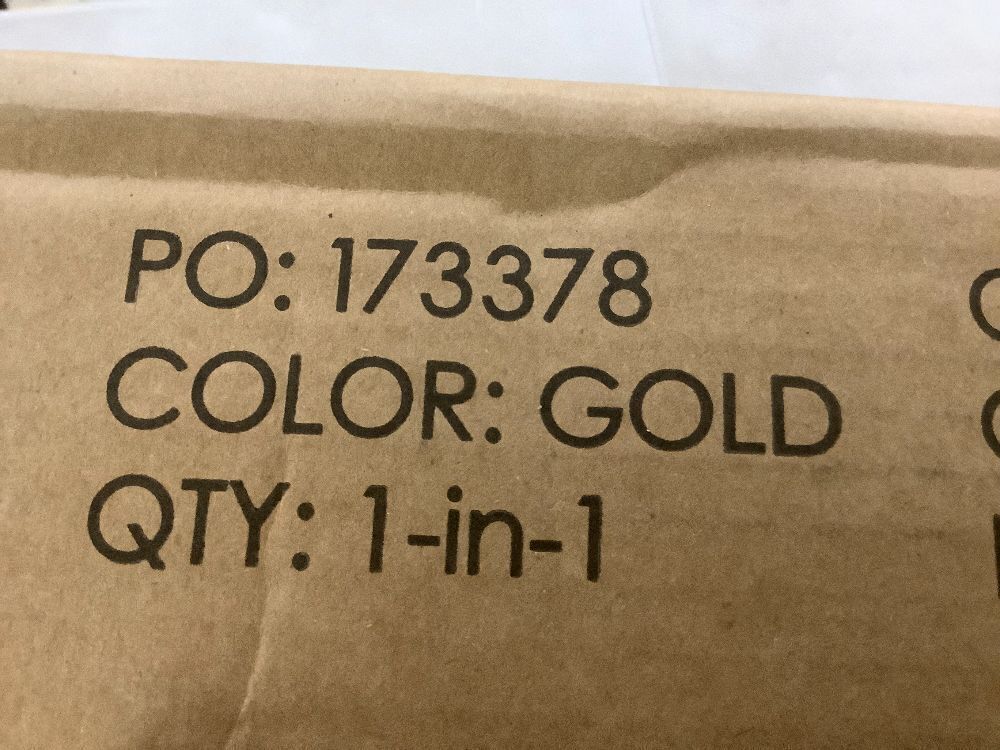 PO: 173378
COLOR: GOLD
QTY: 1-in-1